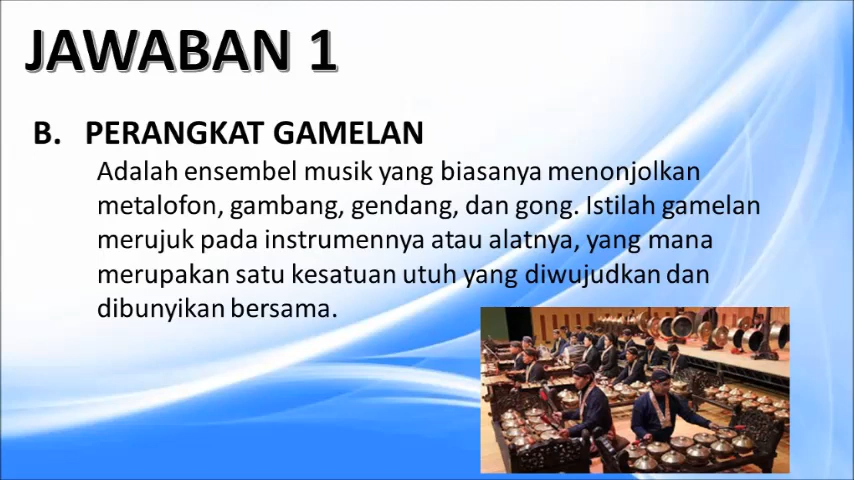 JAWABAN 1
B. PERANGKAT GAMELAN
Adalah ensembel musik yang biasanya menonjolkan
metalofon, gambang, gendang, dan gong. Istilah gamelan
merujuk pada instrumennya atau alatnya, yang mana
merupakan satu kesatuan utuh yang diwujudkan dan
dibunyikan bersama.